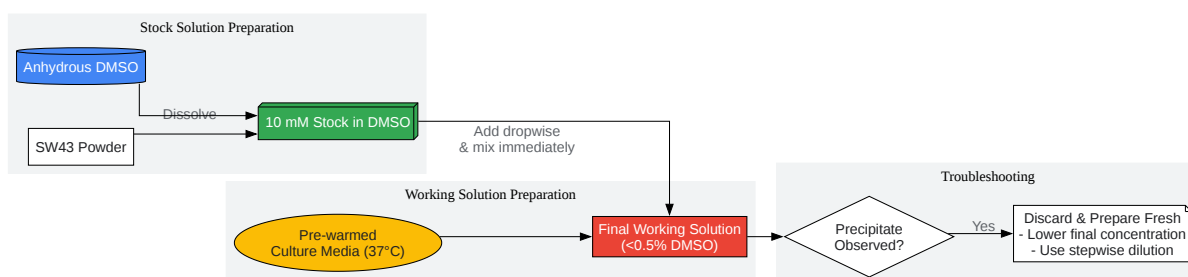 Stock Solution Preparation
Anhydrous DMSO
Dissolve
10 mM Stock in DMSO
SW43 Powder
Add dropwise
& mix immediately
Working Solution Preparation
Pre-warmed
Culture Media (37°C)
Final Working Solution
(<0.5% DMSO)
Troubleshooting
Precipitate
Observed?
Yes
Discard & Prepare Fresh
- Lower final concentration
- Use stepwise dilution